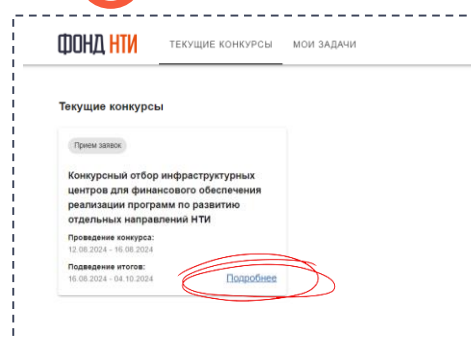 ФОНД НТИ
ТЕКУЩИЕ КОНКУРСЫ
МОИ ЗАДАЧИ
Текущие конкурсы
Прием заявок
Конкурсный отбор инфраструктурных
центров для финансового обеспечения
реализации программ по развитию
отдельных направлений НТИ
Проведение конкурса:
12.08.2024 - 16.08.2024
Подведение итогов:
16.08.2024 - 04.10.2024
Подробнее